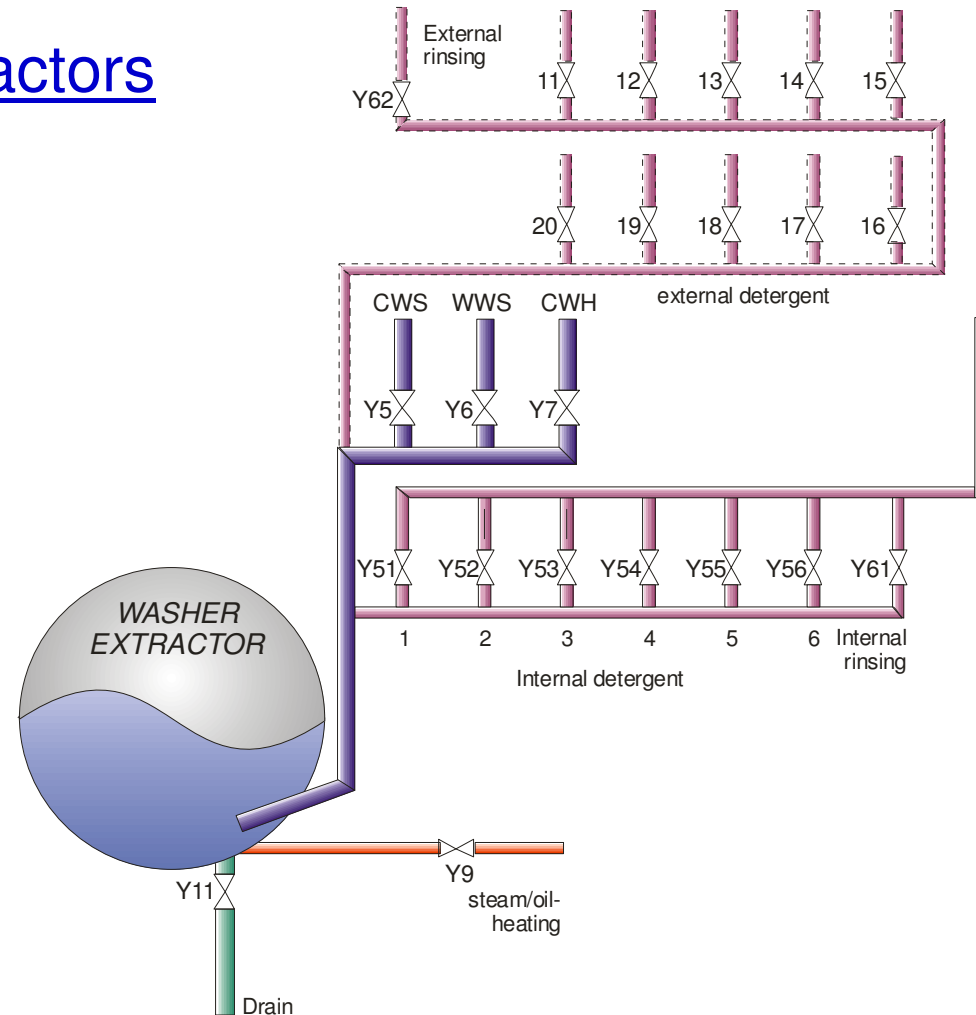 actors
External
rinsing
Y62
11 12 13 14 15
20 19 18 17 16
external detergent
CWS WWS CWH
Y5 Y6 Y7
Y51 Y52 Y53 Y54 Y55 Y56 Y61
1 2 3 4 5 6 Internal
rinsing
Internal detergent
WASHER
EXTRACTOR
Y9
steam/oil-
heating
Y11
Drain